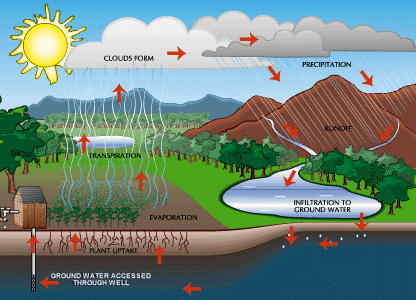 CLOUDS FORM
PRECIPITATION
RUNOFF
TRANSPIRATION
INFILTRATION TO
GROUND WATER
EVAPORATION
PLANT UPTAKE
GROUND WATER ACCESSED
THROUGH WELL